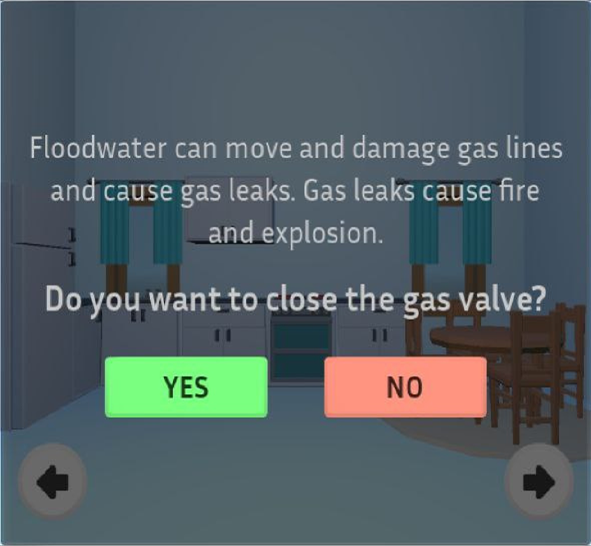 Floodwater can move and damage gas lines
and cause gas leaks. Gas leaks cause fire
and explosion.
Do you want to close the gas valve?
YES NO